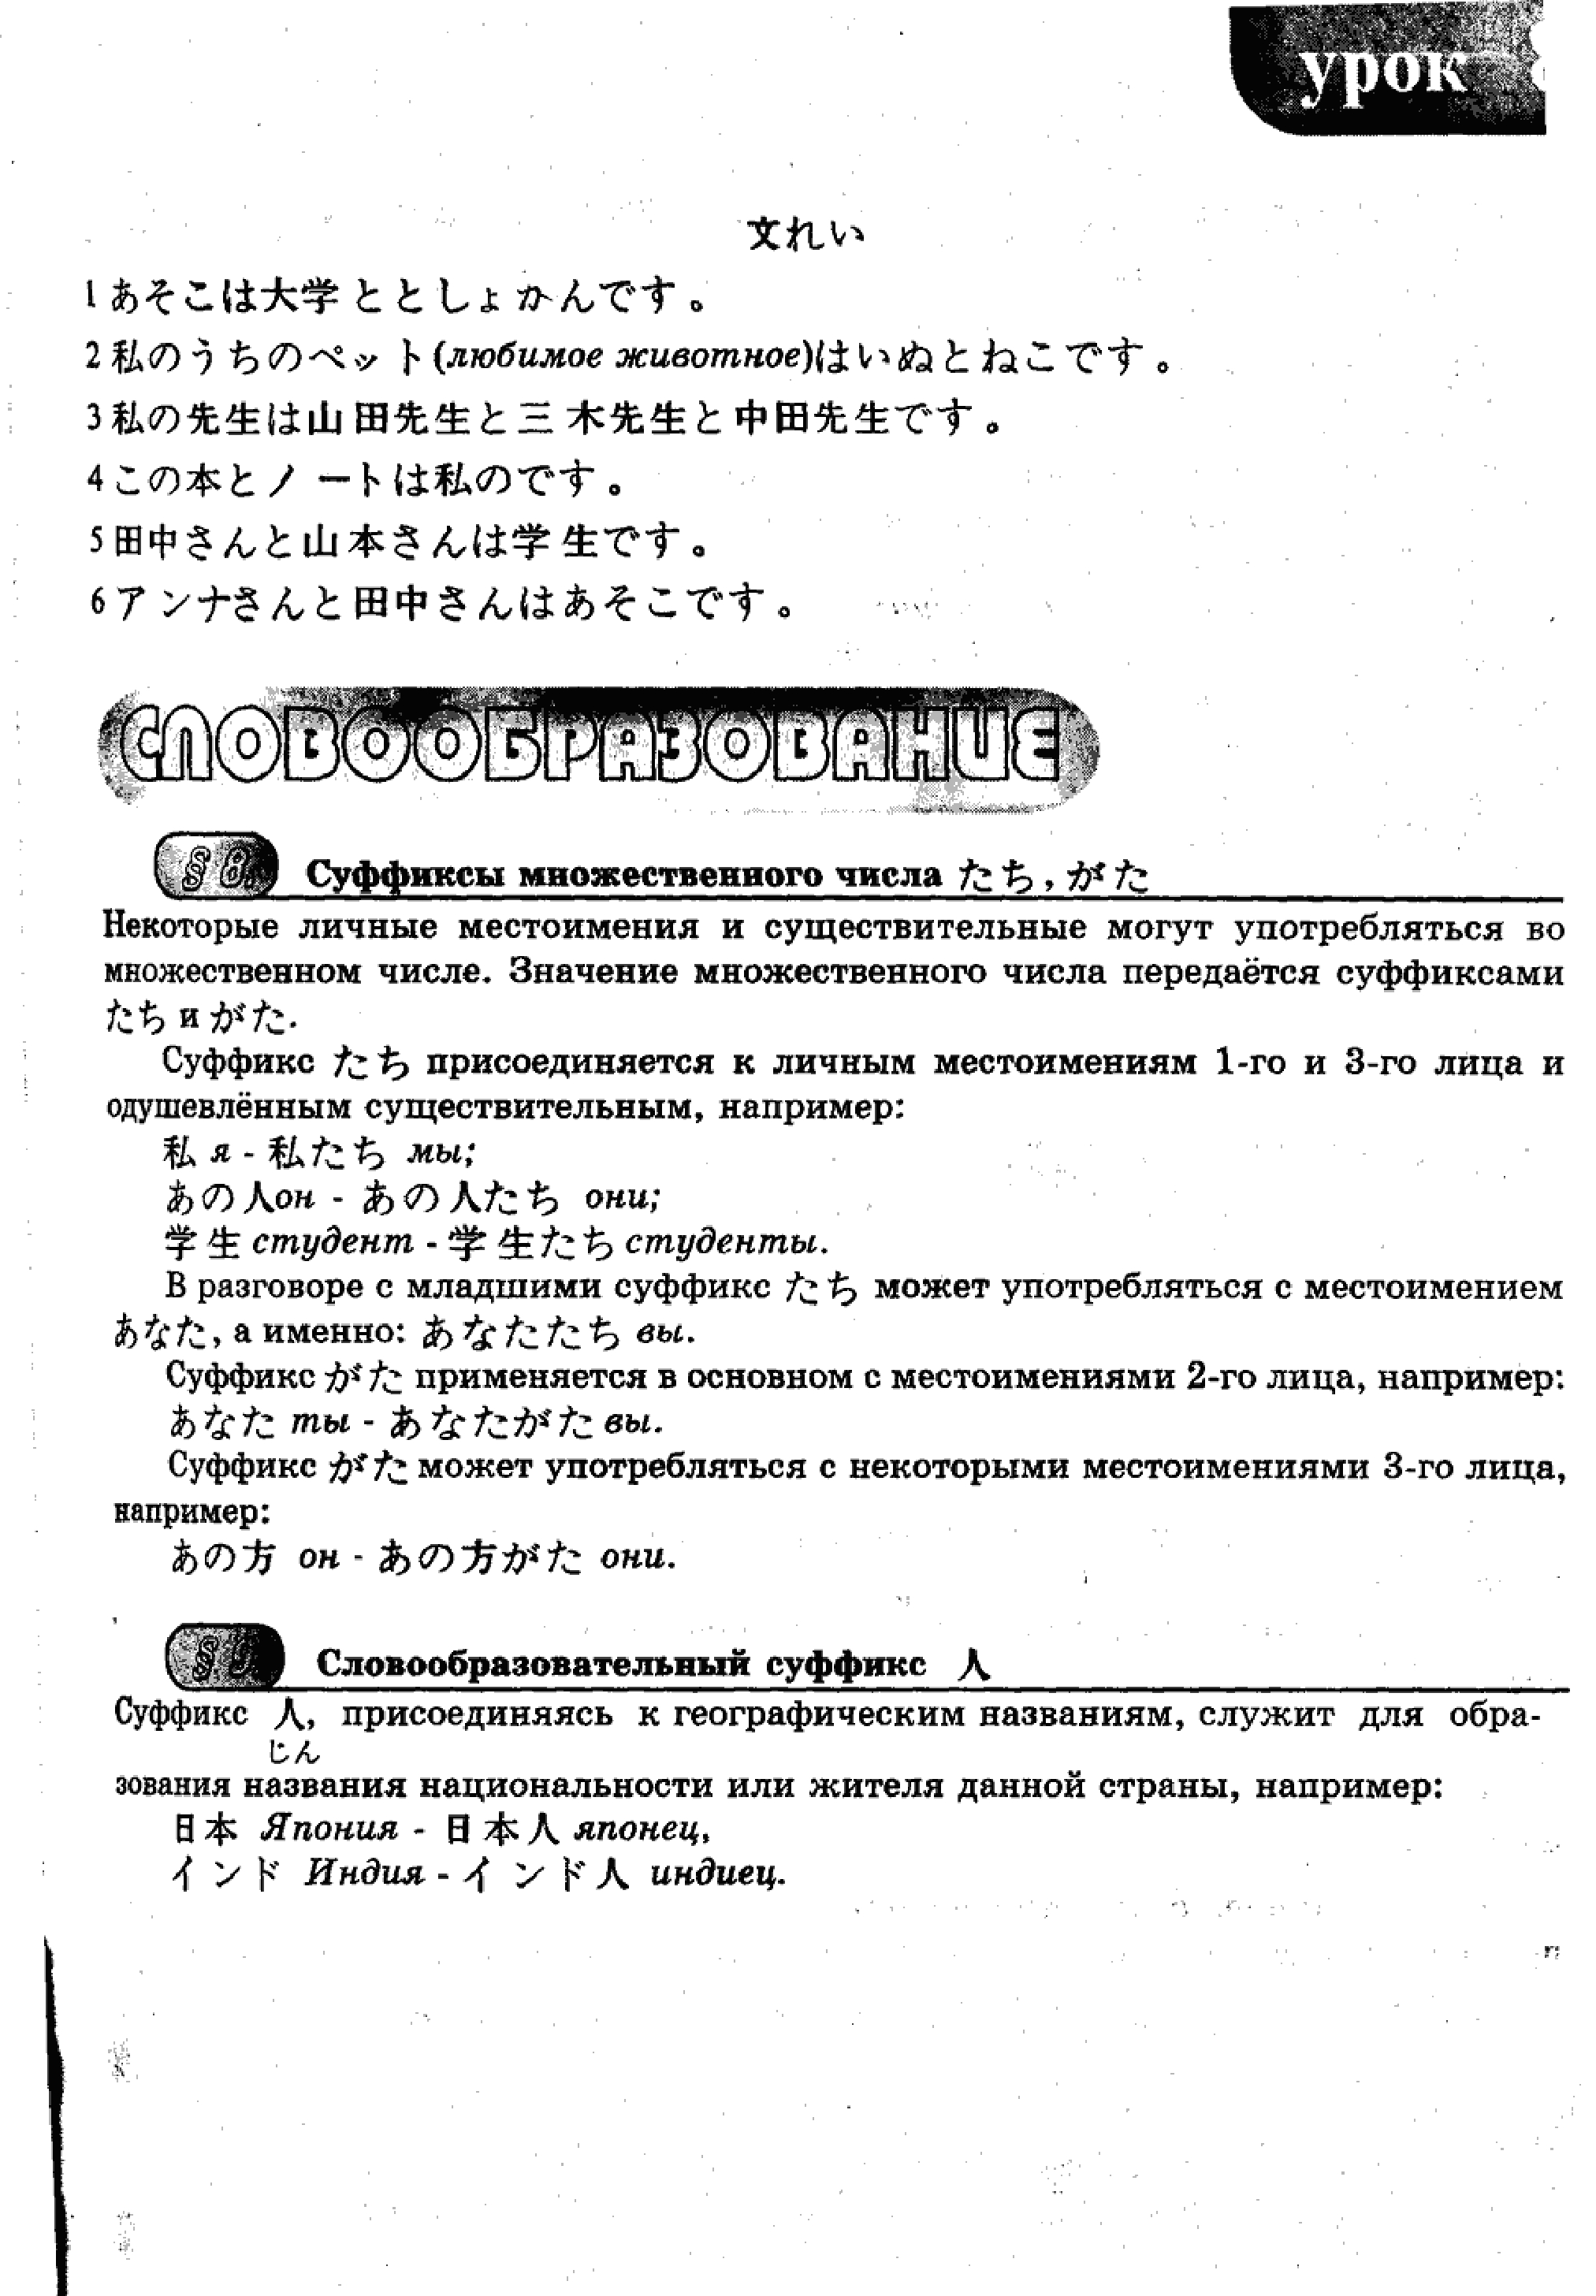 урок
文れい
1 あそこは大学ととしょかんです。
2 私のうちのペット(любимое животное)はいぬとねこです。
3 私の先生は山田先生と三木先生と中田先生です。
4 この本とノートは私のです。
5 田中さんと山本さんは学生です。
6 アンナさんと田中さんはあそこです。
СЛОВООБРАЗОВАНИЕ
§ 8. Суффиксы множественного числа たち, がた
Некоторые личные местоимения и существительные могут употребляться во
множественном числе. Значение множественного числа передаётся суффиксами
たち и がた.
Суффикс たち присоединяется к личным местоимениям 1-го и 3-го лица и
одушевлённым существительным, например:
私 я - 私たち мы;
あの人 он - あの人たち они;
学生 студент - 学生たち студенты.
В разговоре с младшими суффикс たち может употребляться с местоимением
あなた, а именно: あなたたち вы.
Суффикс がた применяется в основном с местоимениями 2-го лица, например:
あなた ты - あなたがた вы.
Суффикс がた может употребляться с некоторыми местоимениями 3-го лица,
например:
あの方 он - あの方がた они.
§ 9. Словообразовательный суффикс 人
Суффикс 人, присоединяясь к географическим названиям, служит для обра-
じん
зования названия национальности или жителя данной страны, например:
日本 Япония - 日本人 японец,
インド Индия - インド人 индиец.